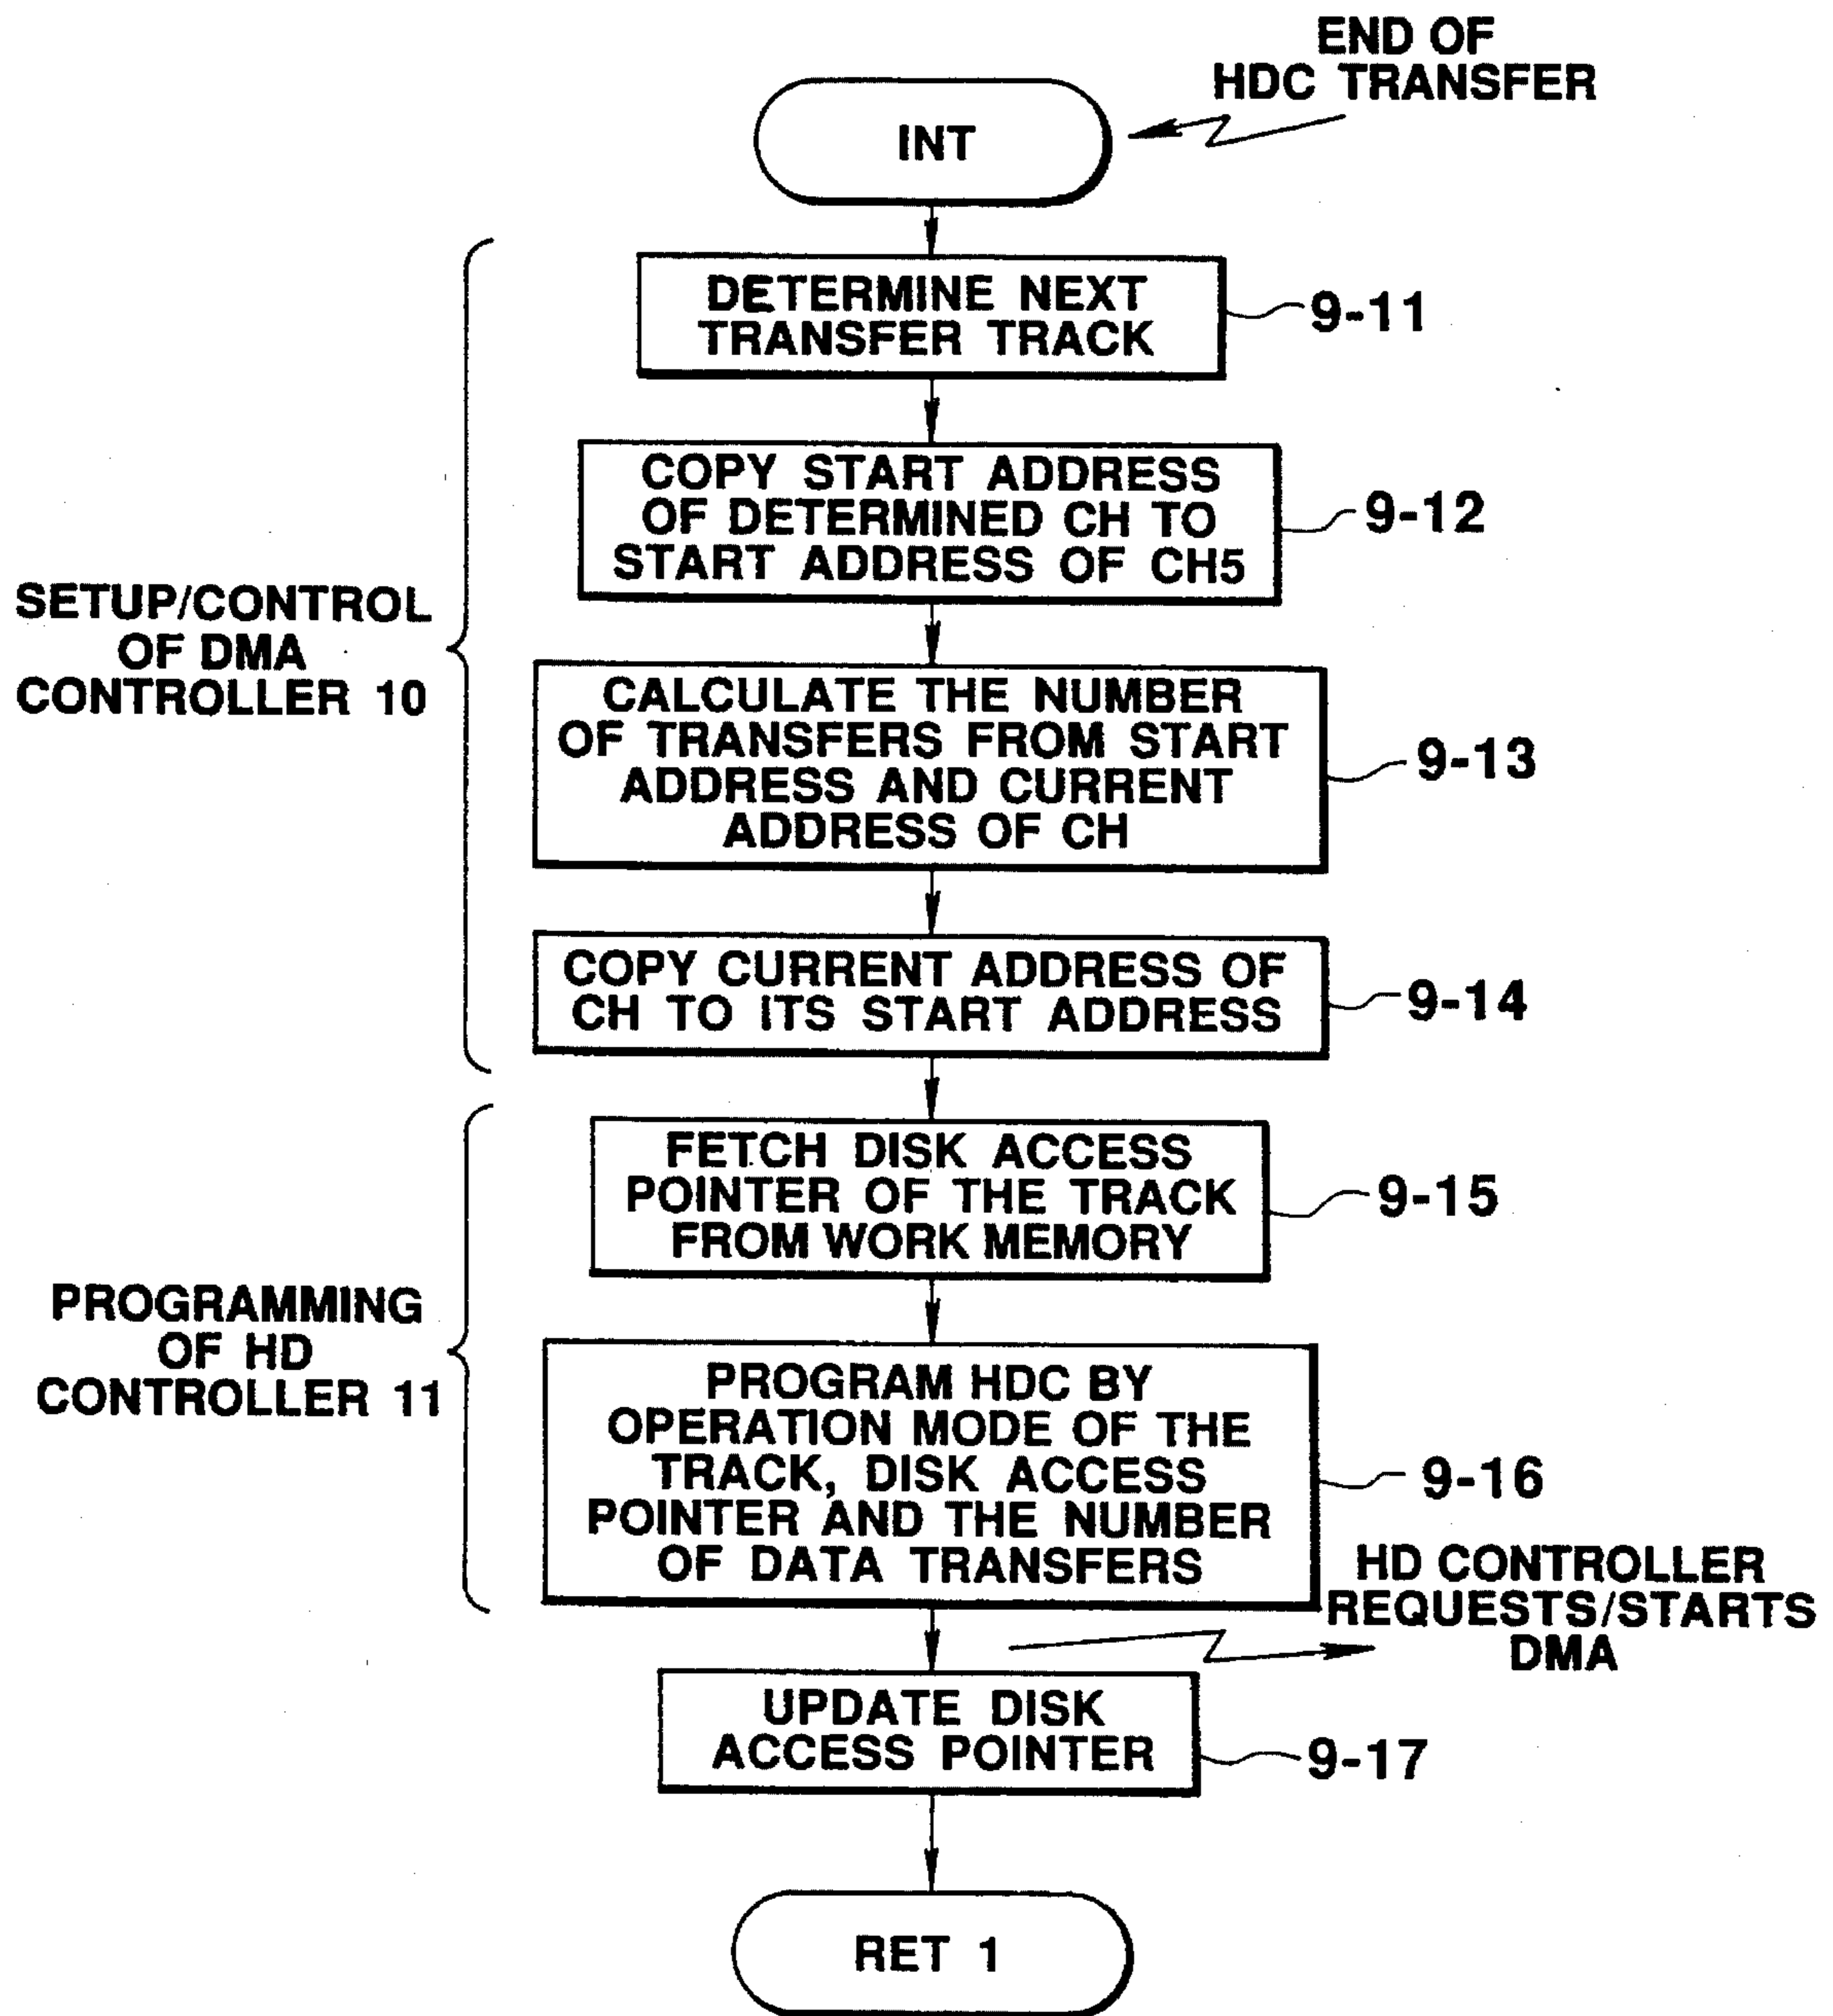 END OF
HDC TRANSFER
INT
DETERMINE NEXT
TRANSFER TRACK
9-11
COPY START ADDRESS
OF DETERMINED CH TO
START ADDRESS OF CH5
9-12
SETUP/CONTROL
OF DMA
CONTROLLER 10
CALCULATE THE NUMBER
OF TRANSFERS FROM START
ADDRESS AND CURRENT
ADDRESS OF CH
9-13
COPY CURRENT ADDRESS OF
CH TO ITS START ADDRESS
9-14
FETCH DISK ACCESS
POINTER OF THE TRACK
FROM WORK MEMORY
9-15
PROGRAMMING
OF HD
CONTROLLER 11
PROGRAM HDC BY
OPERATION MODE OF THE
TRACK, DISK ACCESS
POINTER AND THE NUMBER
OF DATA TRANSFERS
9-16
HD CONTROLLER
REQUESTS/STARTS
DMA
UPDATE DISK
ACCESS POINTER
9-17
RET 1